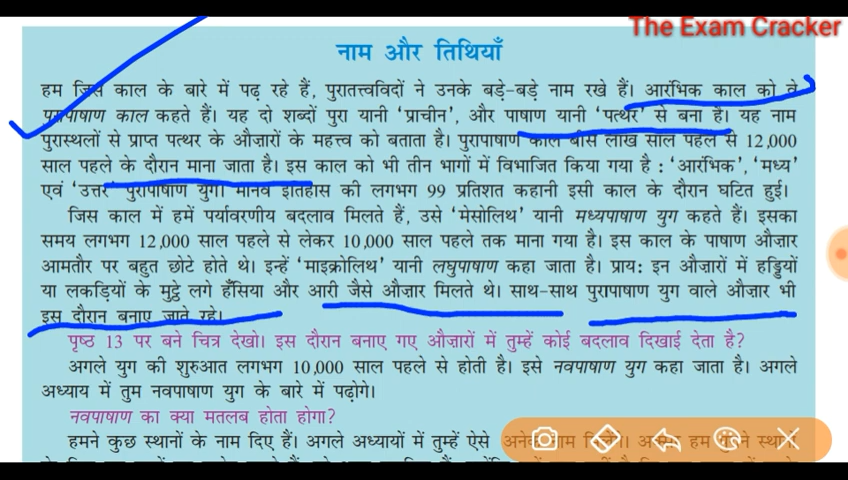 The Exam Cracker
नाम और तिथियाँ
हम जिस काल के बारे में पढ़ रहे हैं, पुरातत्त्वविदों ने उनके बड़े-बड़े नाम रखे हैं। आरंभिक काल को वे
पुरापाषाण काल कहते हैं। यह दो शब्दों पुरा यानी ‘प्राचीन’, और पाषाण यानी ‘पत्थर’ से बना है। यह नाम
पुरास्थलों से प्राप्त पत्थर के औज़ारों के महत्त्व को बताता है। पुरापाषाण काल बीस लाख साल पहले से 12,000
साल पहले के दौरान माना जाता है। इस काल को भी तीन भागों में विभाजित किया गया है : ‘आरंभिक’, ‘मध्य’
एवं ‘उत्तर’ पुरापाषाण युग। मानव इतिहास की लगभग 99 प्रतिशत कहानी इसी काल के दौरान घटित हुई।
जिस काल में हमें पर्यावरणीय बदलाव मिलते हैं, उसे ‘मेसोलिथ’ यानी मध्यपाषाण युग कहते हैं। इसका
समय लगभग 12,000 साल पहले से लेकर 10,000 साल पहले तक माना गया है। इस काल के पाषाण औज़ार
आमतौर पर बहुत छोटे होते थे। इन्हें ‘माइक्रोलिथ’ यानी लघुपाषाण कहा जाता है। प्राय: इन औज़ारों में हड्डियों
या लकड़ियों के मुट्ठे लगे हँसिया और आरी जैसे औज़ार मिलते थे। साथ-साथ पुरापाषाण युग वाले औज़ार भी
इस दौरान बनाए जाते रहे।
पृष्ठ 13 पर बने चित्र देखो। इस दौरान बनाए गए औज़ारों में तुम्हें कोई बदलाव दिखाई देता है?
अगले युग की शुरुआत लगभग 10,000 साल पहले से होती है। इसे नवपाषाण युग कहा जाता है। अगले
अध्याय में तुम नवपाषाण युग के बारे में पढ़ोगे।
नवपाषाण का क्या मतलब होता होगा?
हमने कुछ स्थानों के नाम दिए हैं। अगले अध्यायों में तुम्हें ऐसे अनेक नाम मिलेंगे। हम पुराने स्थानों